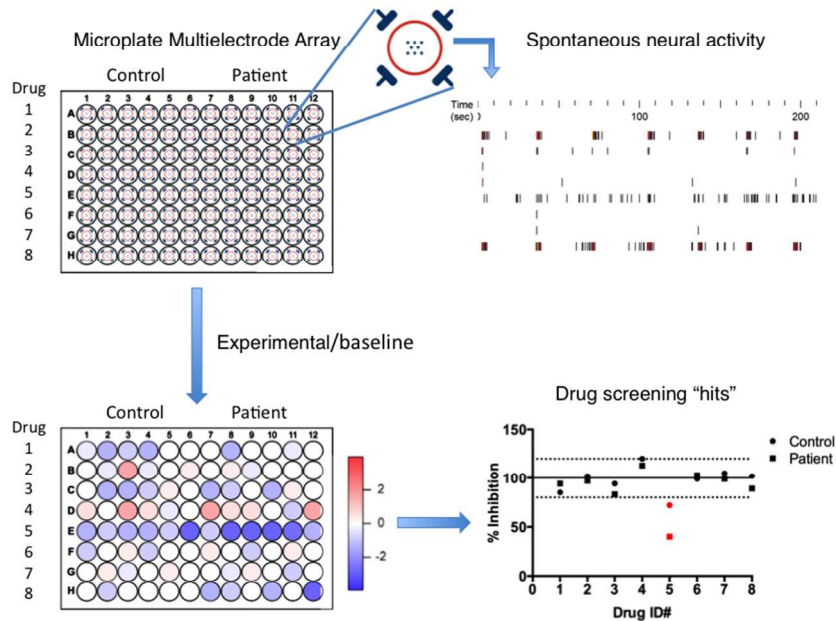 Microplate Multielectrode Array
Spontaneous neural activity
Drug
Control
Patient
1 2 3 4 5 6 7 8 9 10 11 12
1
2
3
4
5
6
7
8
A
B
C
D
E
F
G
H
Time
(sec)
0
100
200
Experimental/baseline
Drug
Control
Patient
1 2 3 4 5 6 7 8 9 10 11 12
1
2
3
4
5
6
7
8
A
B
C
D
E
F
G
H
2
0
-2
Drug screening “hits”
150
100
50
0
% Inhibition
0 1 2 3 4 5 6 7 8
Drug ID#
Control
Patient